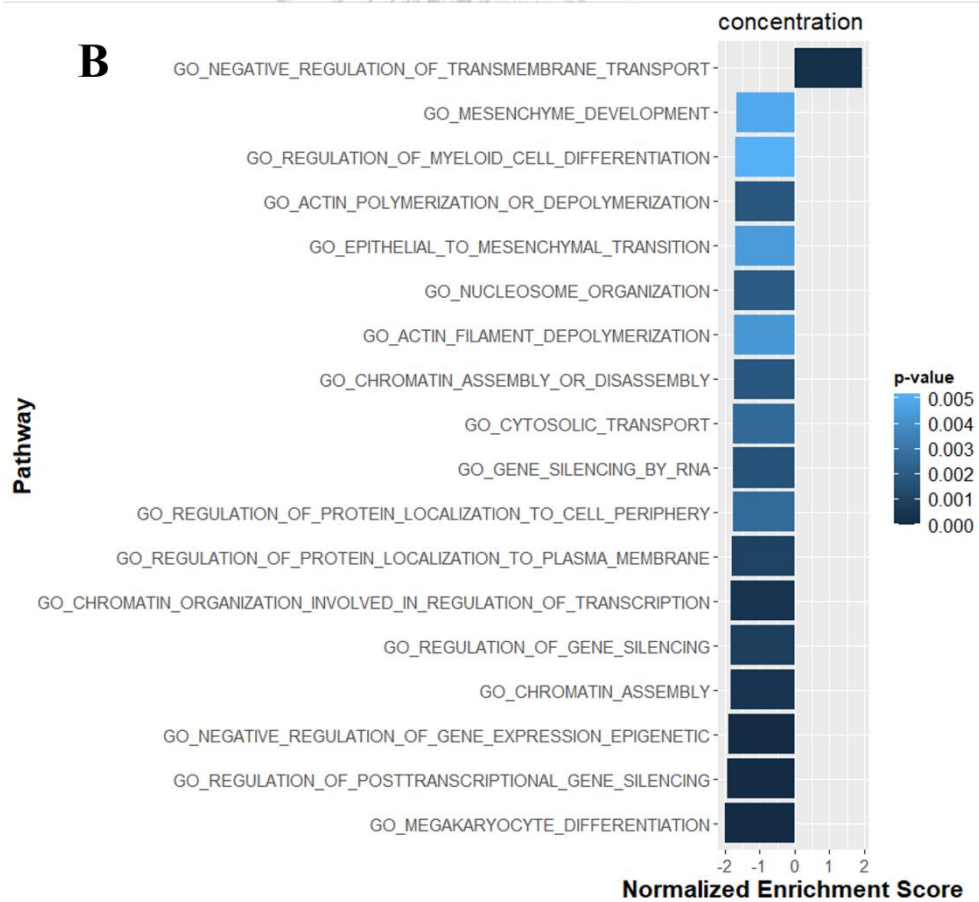 concentration
B
GO_NEGATIVE_REGULATION_OF_TRANSMEMBRANE_TRANSPORT
GO_MESENCHYME_DEVELOPMENT
GO_REGULATION_OF_MYELOID_CELL_DIFFERENTIATION
GO_ACTIN_POLYMERIZATION_OR_DEPOLYMERIZATION
GO_EPITHELIAL_TO_MESENCHYMAL_TRANSITION
GO_NUCLEOSOME_ORGANIZATION
GO_ACTIN_FILAMENT_DEPOLYMERIZATION
GO_CHROMATIN_ASSEMBLY_OR_DISASSEMBLY
GO_CYTOSOLIC_TRANSPORT
GO_GENE_SILENCING_BY_RNA
GO_REGULATION_OF_PROTEIN_LOCALIZATION_TO_CELL_PERIPHERY
GO_REGULATION_OF_PROTEIN_LOCALIZATION_TO_PLASMA_MEMBRANE
GO_CHROMATIN_ORGANIZATION_INVOLVED_IN_REGULATION_OF_TRANSCRIPTION
GO_REGULATION_OF_GENE_SILENCING
GO_CHROMATIN_ASSEMBLY
GO_NEGATIVE_REGULATION_OF_GENE_EXPRESSION_EPIGENETIC
GO_REGULATION_OF_POSTTRANSCRIPTIONAL_GENE_SILENCING
GO_MEGAKARYOCYTE_DIFFERENTIATION
Pathway
-2 -1 0 1 2
Normalized Enrichment Score
p-value
0.005
0.004
0.003
0.002
0.001
0.000